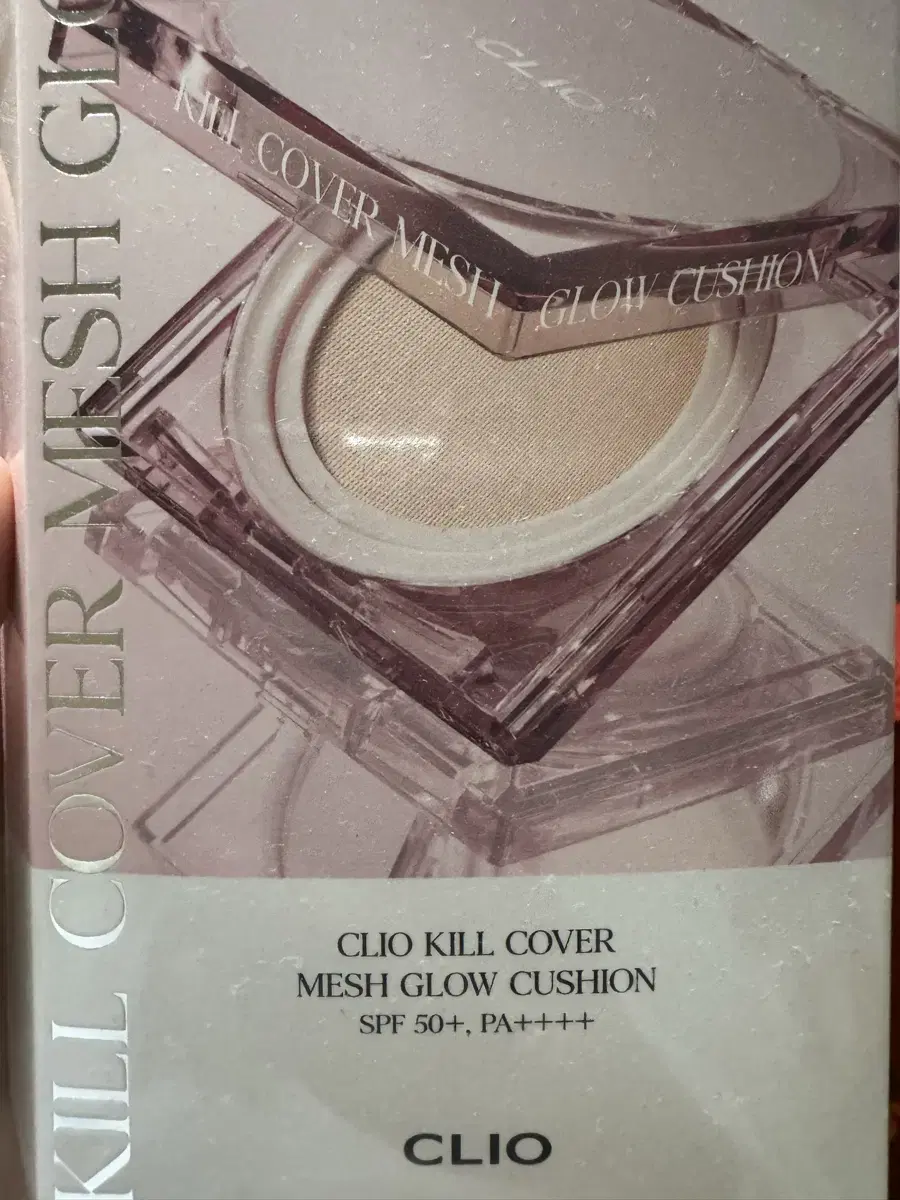 CLIO
KILL COVER MESH GLOW CUSHION
KILL COVER MESH GLO
CLIO KILL COVER
MESH GLOW CUSHION
SPF 50+, PA++++
CLIO